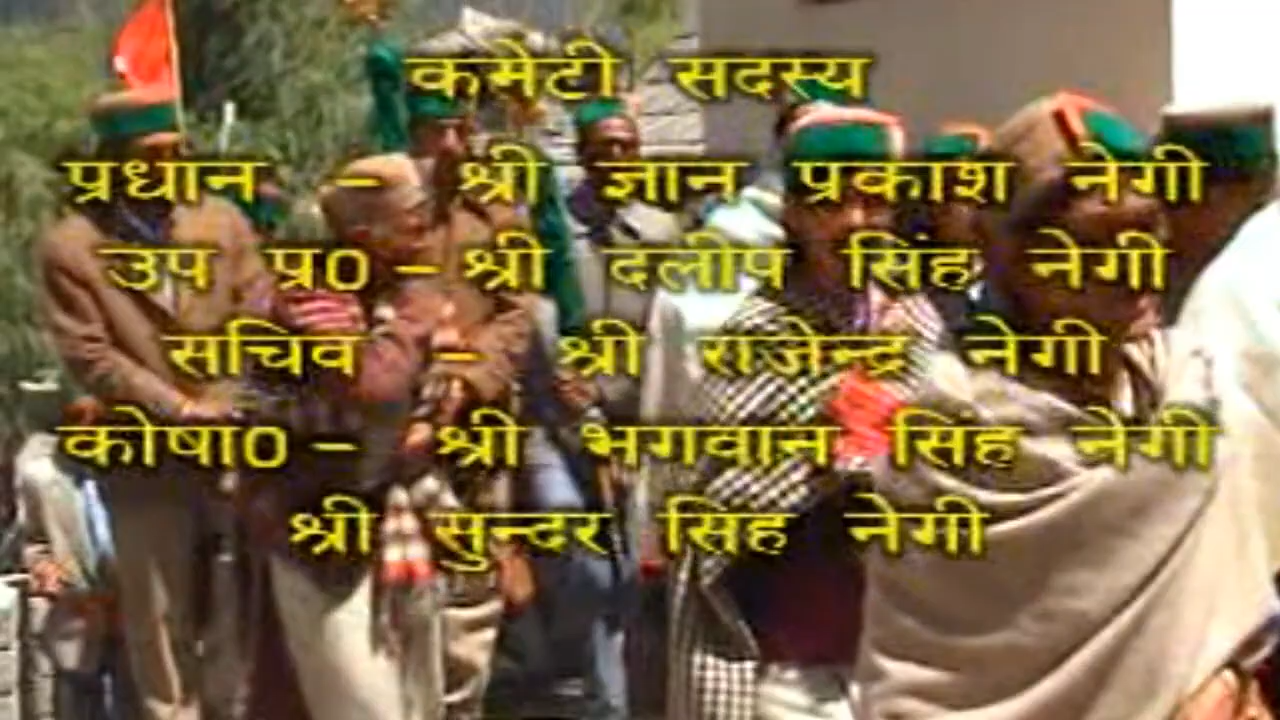 कमेटी सदस्य
प्रधान - श्री ज्ञान प्रकाश नेगी
उप प्र० - श्री दलीप सिंह नेगी
सचिव - श्री राजेन्द्र नेगी
कोषा० - श्री भगवान सिंह नेगी
श्री सुन्दर सिंह नेगी